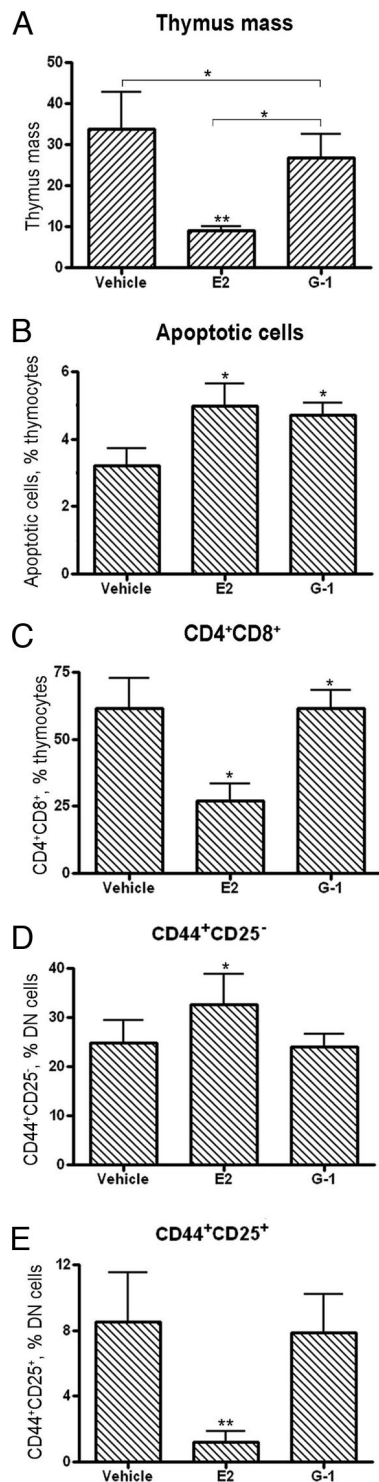 A
Thymus mass
*
*
**
Thymus mass
50
40
30
20
10
0
Vehicle E2 G-1
B
Apoptotic cells
*
*
Apoptotic cells, % thymocytes
6
4
2
0
Vehicle E2 G-1
C
CD4⁺CD8⁺
*
*
CD4⁺CD8⁺, % thymocytes
75
50
25
0
Vehicle E2 G-1
D
CD44⁺CD25⁻
*
CD44⁺CD25⁻, % DN cells
40
30
20
10
0
Vehicle E2 G-1
E
CD44⁺CD25⁺
**
CD44⁺CD25⁺, % DN cells
12
8
4
0
Vehicle E2 G-1